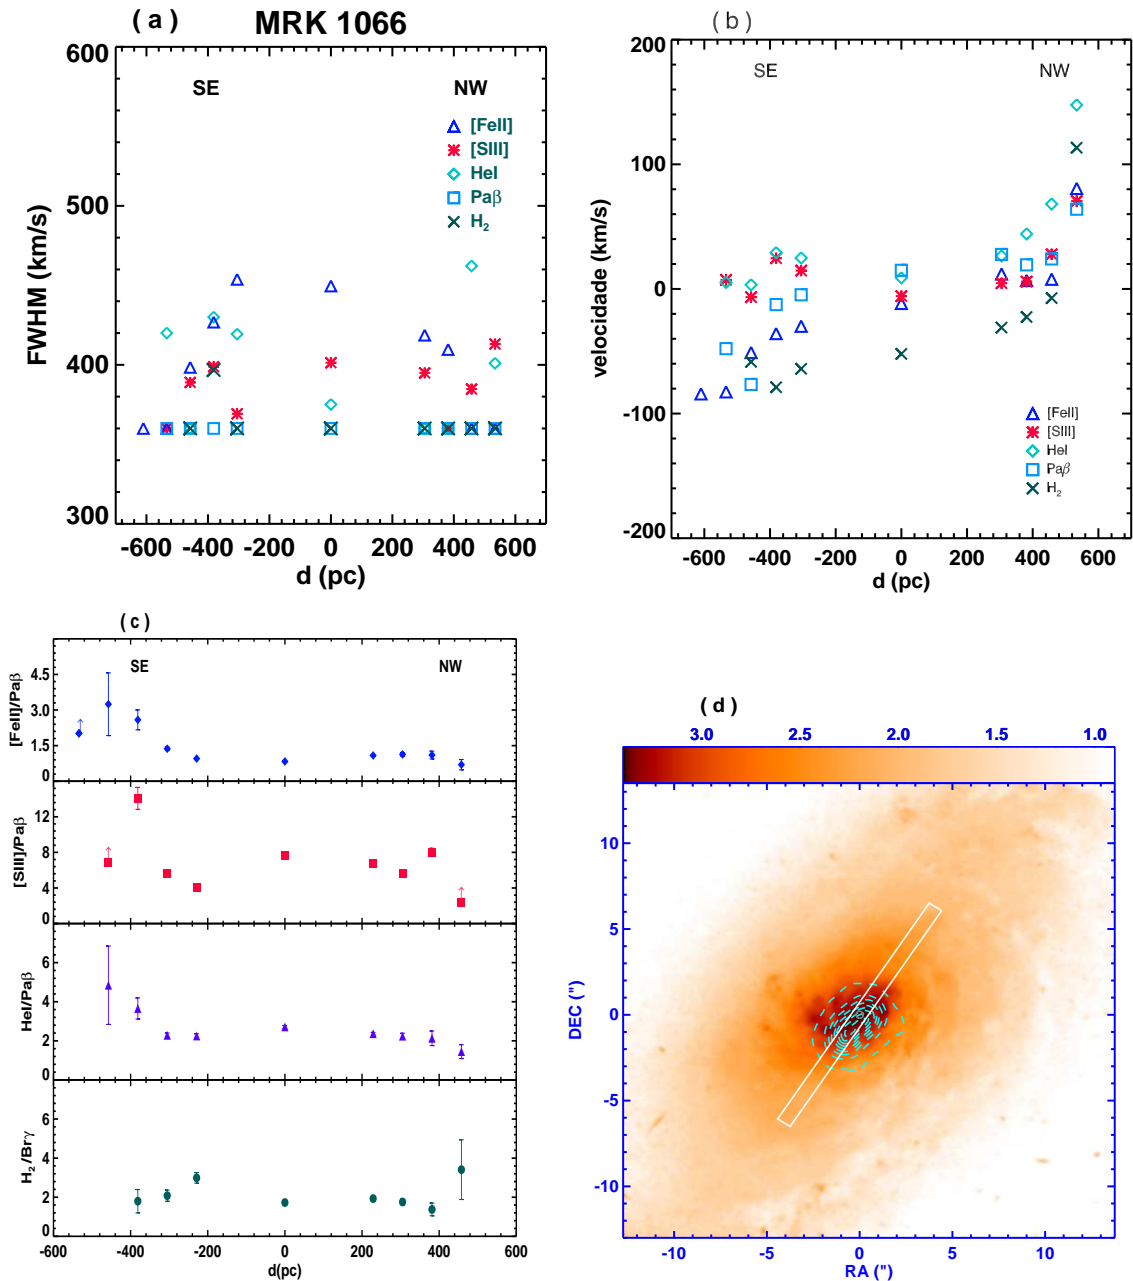 ( a ) MRK 1066
600
500
400
300
FWHM (km/s)
SE NW
[FeII]
[SIII]
HeI
Paβ
H2
-600 -400 -200 0 200 400 600
d (pc)
( b )
200
100
0
-100
-200
velocidade (km/s)
SE NW
[FeII]
[SIII]
HeI
Paβ
H2
-600 -400 -200 0 200 400 600
d (pc)
( c )
SE NW
[FeII]/Paβ
4.5
3.0
1.5
0
[SIII]/Paβ
12
8
4
0
HeI/Paβ
6
4
2
0
H2/Brγ
6
4
2
0
-600 -400 -200 0 200 400 600
d(pc)
( d )
3.0 2.5 2.0 1.5 1.0
10
5
0
-5
-10
DEC (")
-10 -5 0 5 10
RA (")